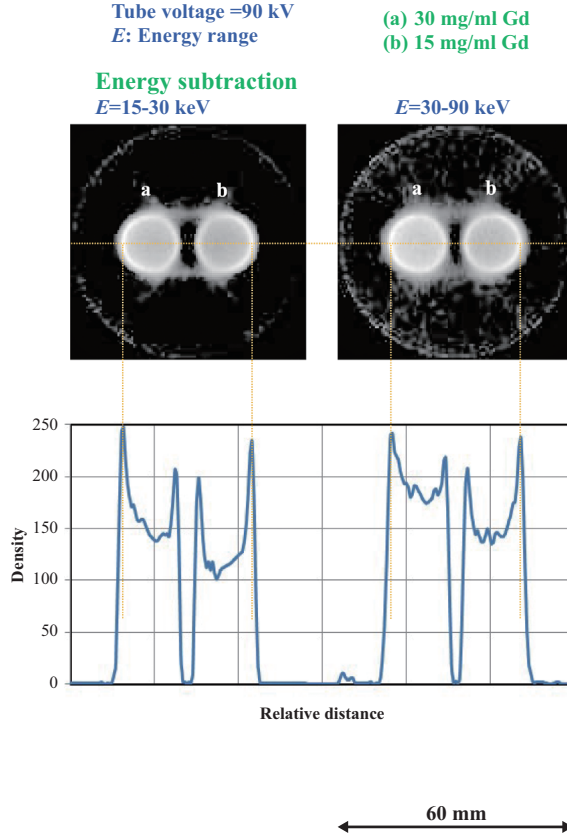 Tube voltage =90 kV
E: Energy range
(a) 30 mg/ml Gd
(b) 15 mg/ml Gd
Energy subtraction
E=15-30 keV
E=30-90 keV
a
b
a
b
250
200
150
100
50
0
Density
Relative distance
60 mm